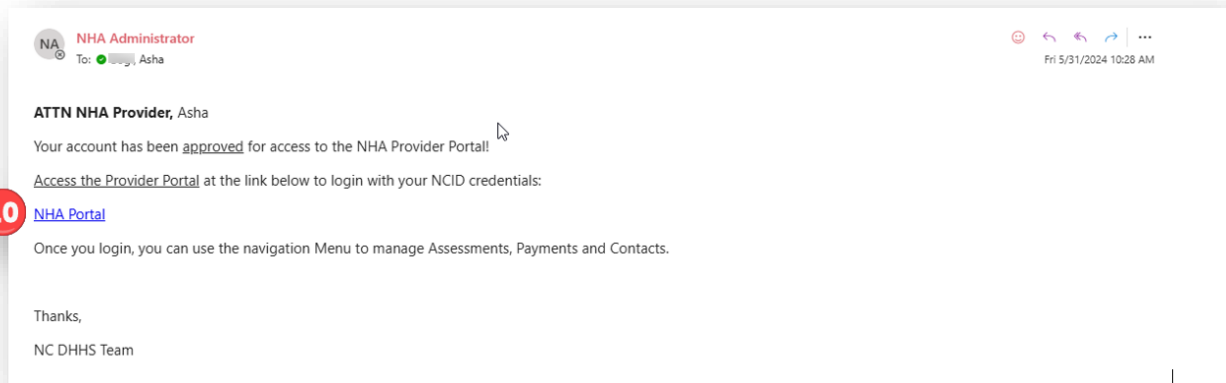 NA
NHA Administrator
To: Asha
Fri 5/31/2024 10:28 AM
ATTN NHA Provider, Asha
Your account has been approved for access to the NHA Provider Portal!
Access the Provider Portal at the link below to login with your NCID credentials:
NHA Portal
Once you login, you can use the navigation Menu to manage Assessments, Payments and Contacts.
Thanks,
NC DHHS Team